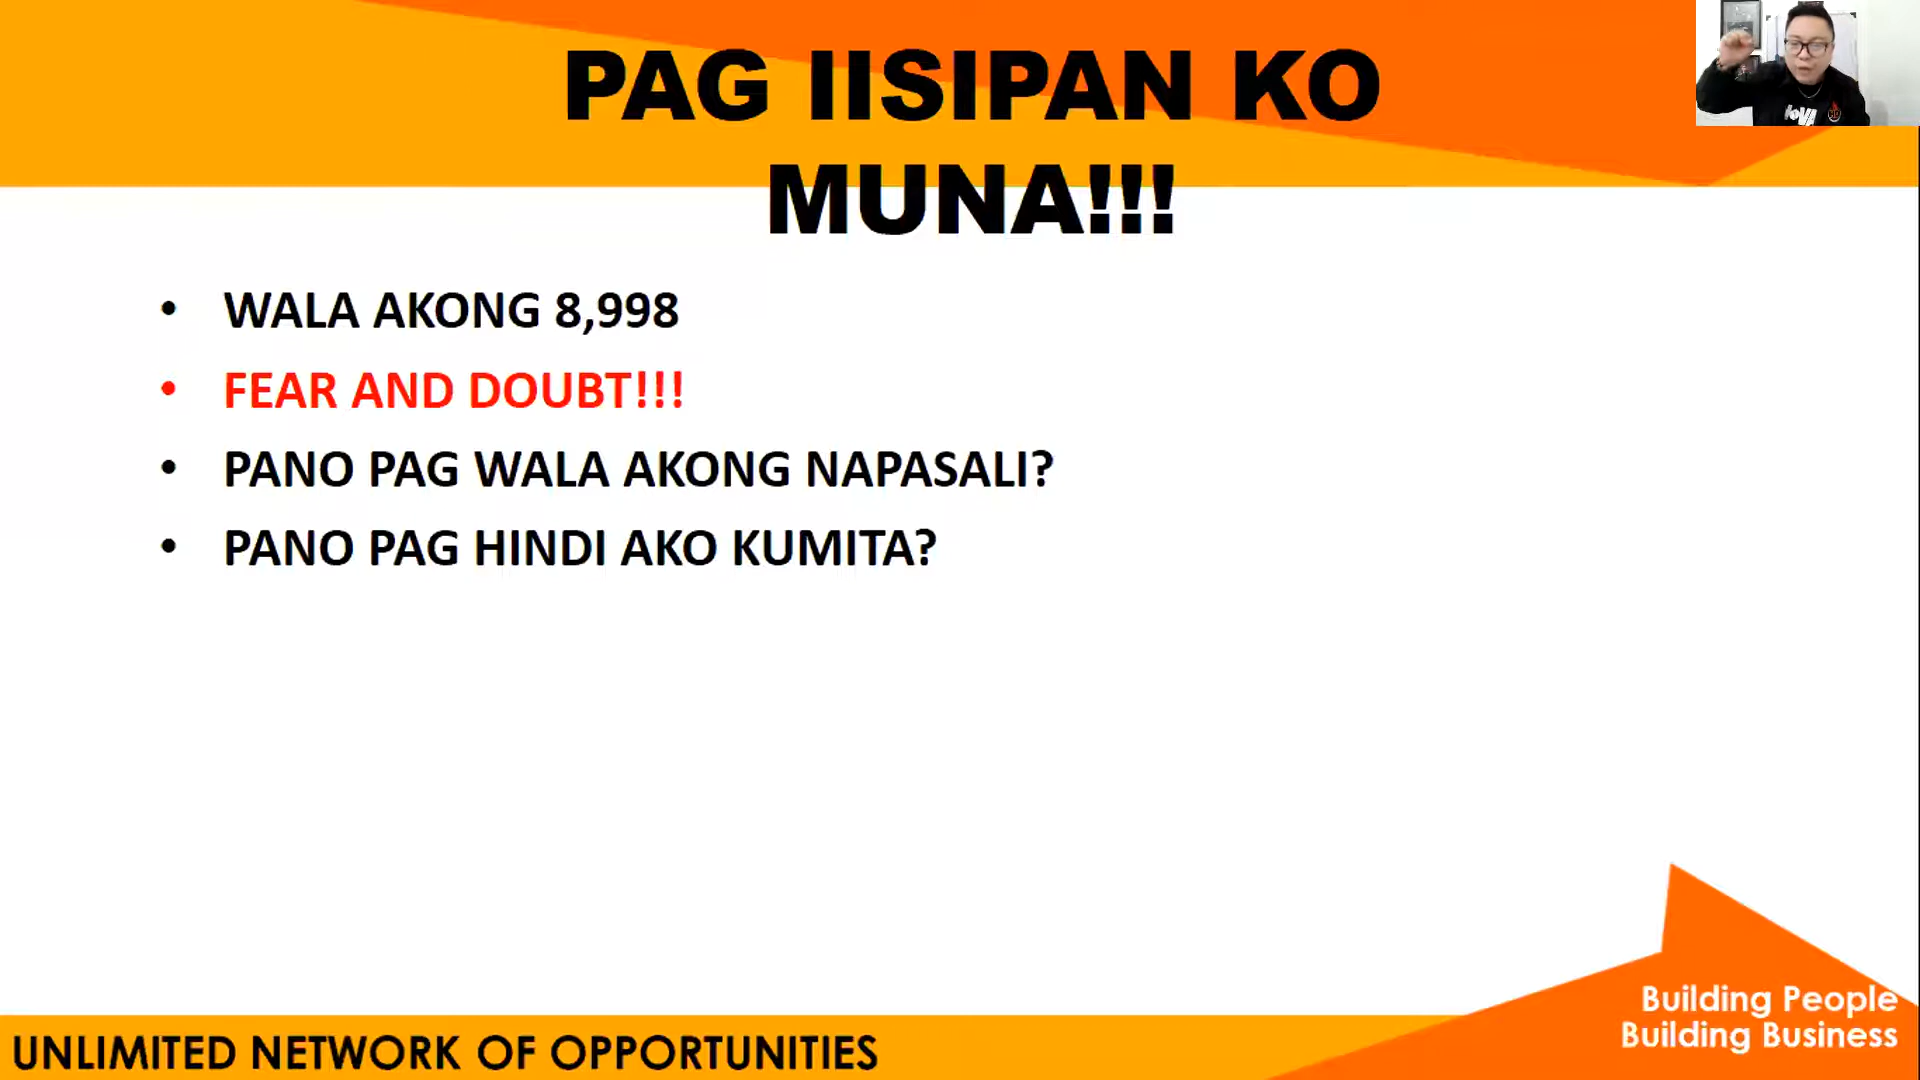 PAG IISIPAN KO
MUNA!!!
• WALA AKONG 8,998
• FEAR AND DOUBT!!!
• PANO PAG WALA AKONG NAPASALI?
• PANO PAG HINDI AKO KUMITA?
Building People
Building Business
UNLIMITED NETWORK OF OPPORTUNITIES